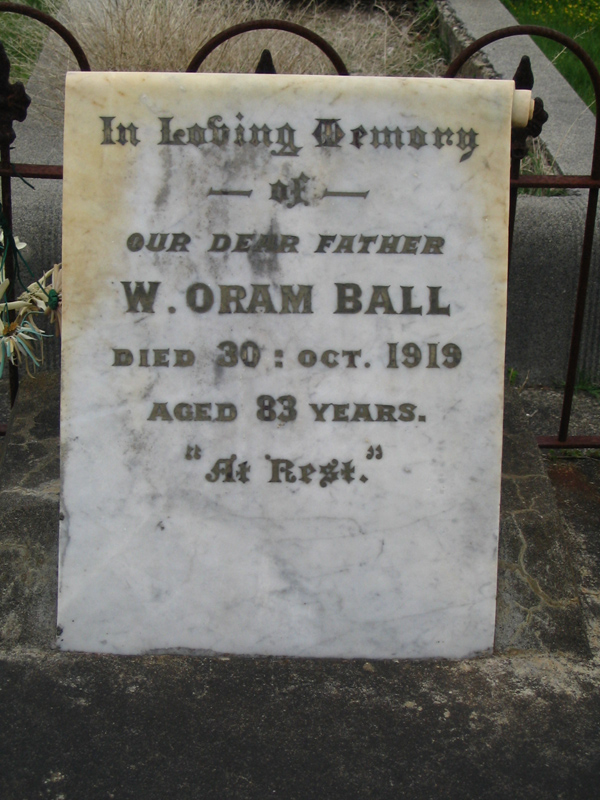 In Loving Memory
— of —
OUR DEAR FATHER
W. ORAM BALL
DIED 30: OCT. 1919
AGED 83 YEARS.
"At Rest."